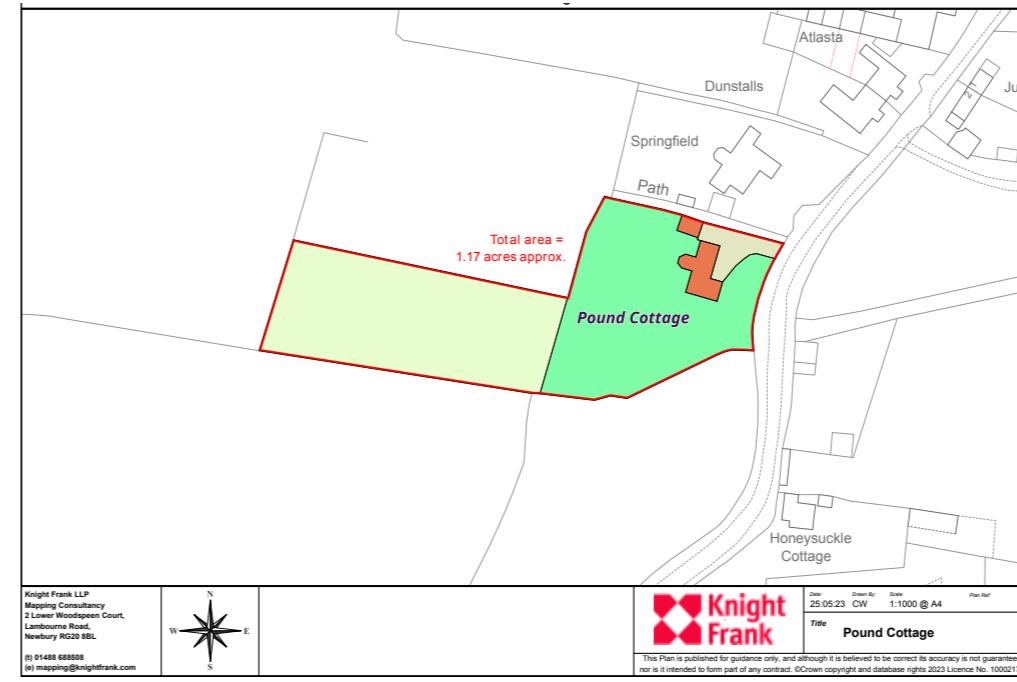 Atlasta
Dunstalls
Springfield
Path
Total area =
1.17 acres approx.
Pound Cottage
Honeysuckle
Cottage
Knight Frank LLP
Mapping Consultancy
2 Lower Woodspeen Court,
Lambourne Road,
Newbury RG20 8BL
(t) 01488 688508
(e) mapping@knightfrank.com
N
W E
S
Knight
Frank
Date: Drawn By: Scale: Plan Ref:
25:05:23 CW 1:1000 @ A4
Title
Pound Cottage
This Plan is published for guidance only, and although it is believed to be correct its accuracy is not guarantee
nor is it intended to form part of any contract. ©Crown copyright and database rights 2023 Licence No.